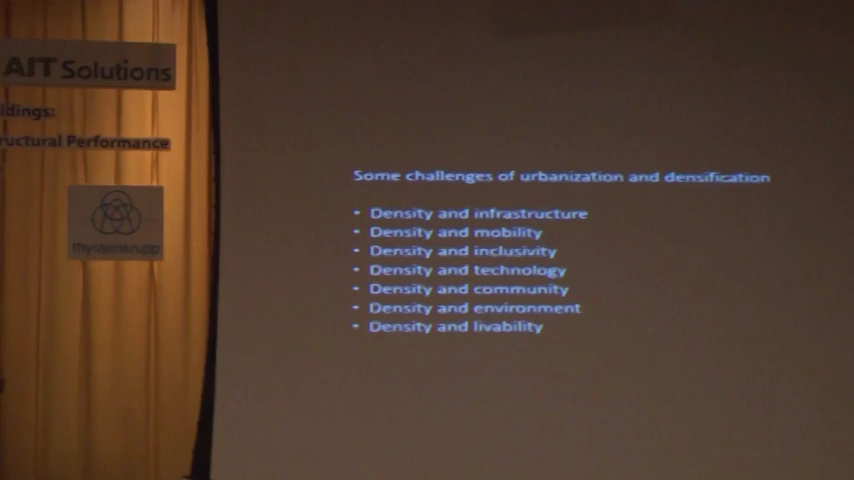 AIT Solutions
ldings:
ructural Performance
thyssenkrupp
Some challenges of urbanization and densification
• Density and infrastructure
• Density and mobility
• Density and inclusivity
• Density and technology
• Density and community
• Density and environment
• Density and livability